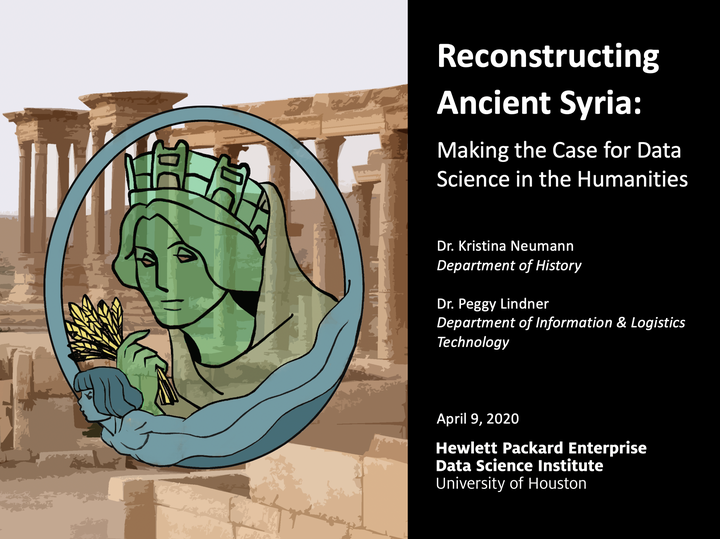 Reconstructing
Ancient Syria:
Making the Case for Data
Science in the Humanities
Dr. Kristina Neumann
Department of History
Dr. Peggy Lindner
Department of Information & Logistics
Technology
April 9, 2020
Hewlett Packard Enterprise
Data Science Institute
University of Houston